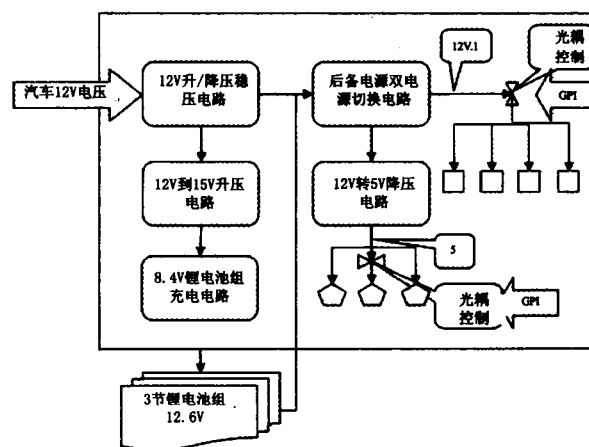 汽车12V电压
12V升/降压稳
压电路
后备电源双电
源切换电路
12V.1
光耦
控制
GPI
12V到15V升压
电路
12V转5V降压
电路
5
8.4V锂电池组
充电电路
光耦
控制
GPI
3节锂电池组
12.6V